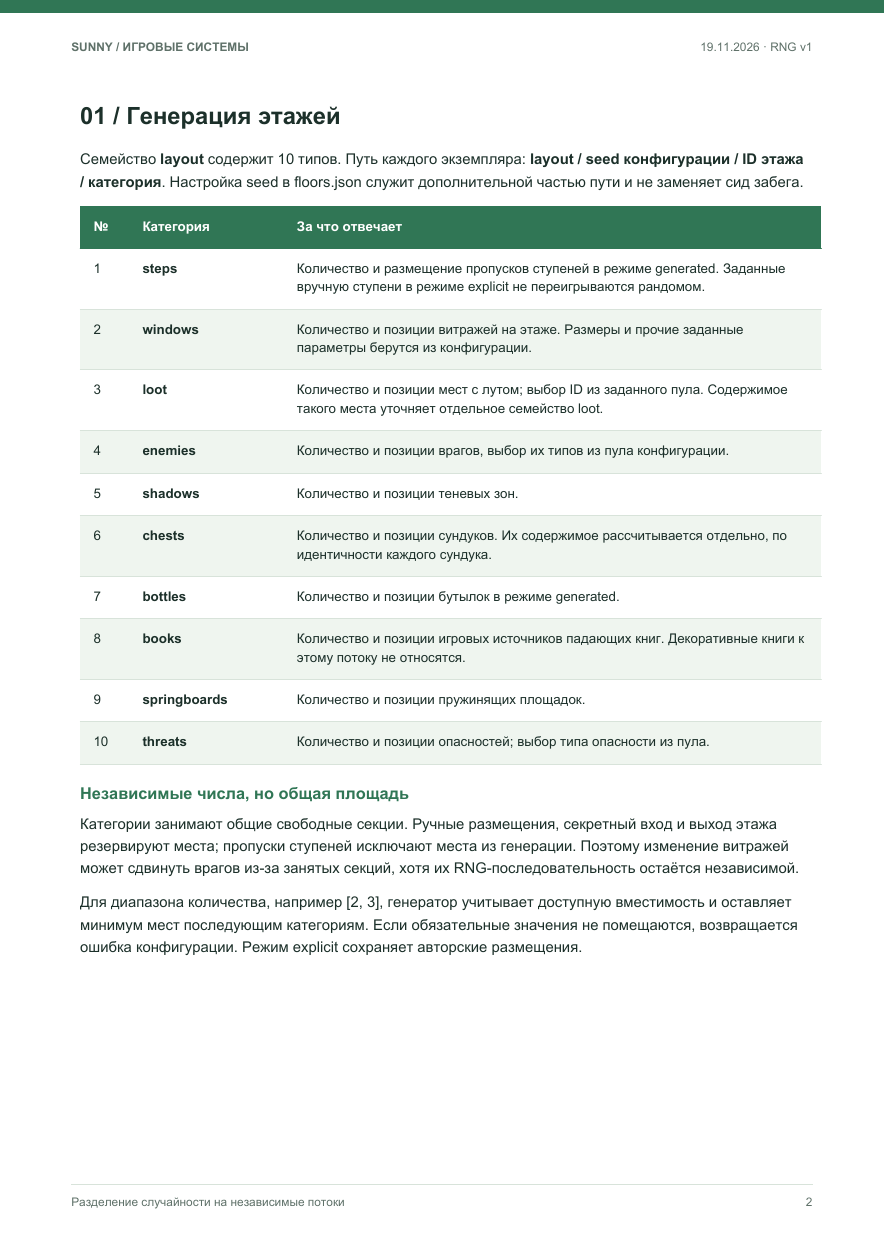 SUNNY / ИГРОВЫЕ СИСТЕМЫ
19.11.2026 · RNG v1
01 / Генерация этажей
Семейство layout содержит 10 типов. Путь каждого экземпляра: layout / seed конфигурации / ID этажа
/ категория. Настройка seed в floors.json служит дополнительной частью пути и не заменяет сид забега.
№ Категория За что отвечает
1 steps Количество и размещение пропусков ступеней в режиме generated. Заданные
вручную ступени в режиме explicit не переигрываются рандомом.
2 windows Количество и позиции витражей на этаже. Размеры и прочие заданные
параметры берутся из конфигурации.
3 loot Количество и позиции мест с лутом; выбор ID из заданного пула. Содержимое
такого места уточняет отдельное семейство loot.
4 enemies Количество и позиции врагов, выбор их типов из пула конфигурации.
5 shadows Количество и позиции теневых зон.
6 chests Количество и позиции сундуков. Их содержимое рассчитывается отдельно, по
идентичности каждого сундука.
7 bottles Количество и позиции бутылок в режиме generated.
8 books Количество и позиции игровых источников падающих книг. Декоративные книги к
этому потоку не относятся.
9 springboards Количество и позиции пружинящих площадок.
10 threats Количество и позиции опасностей; выбор типа опасности из пула.
Независимые числа, но общая площадь
Категории занимают общие свободные секции. Ручные размещения, секретный вход и выход этажа
резервируют места; пропуски ступеней исключают места из генерации. Поэтому изменение витражей
может сдвинуть врагов из-за занятых секций, хотя их RNG-последовательность остаётся независимой.
Для диапазона количества, например [2, 3], генератор учитывает доступную вместимость и оставляет
минимум мест последующим категориям. Если обязательные значения не помещаются, возвращается
ошибка конфигурации. Режим explicit сохраняет авторские размещения.
Разделение случайности на независимые потоки
2